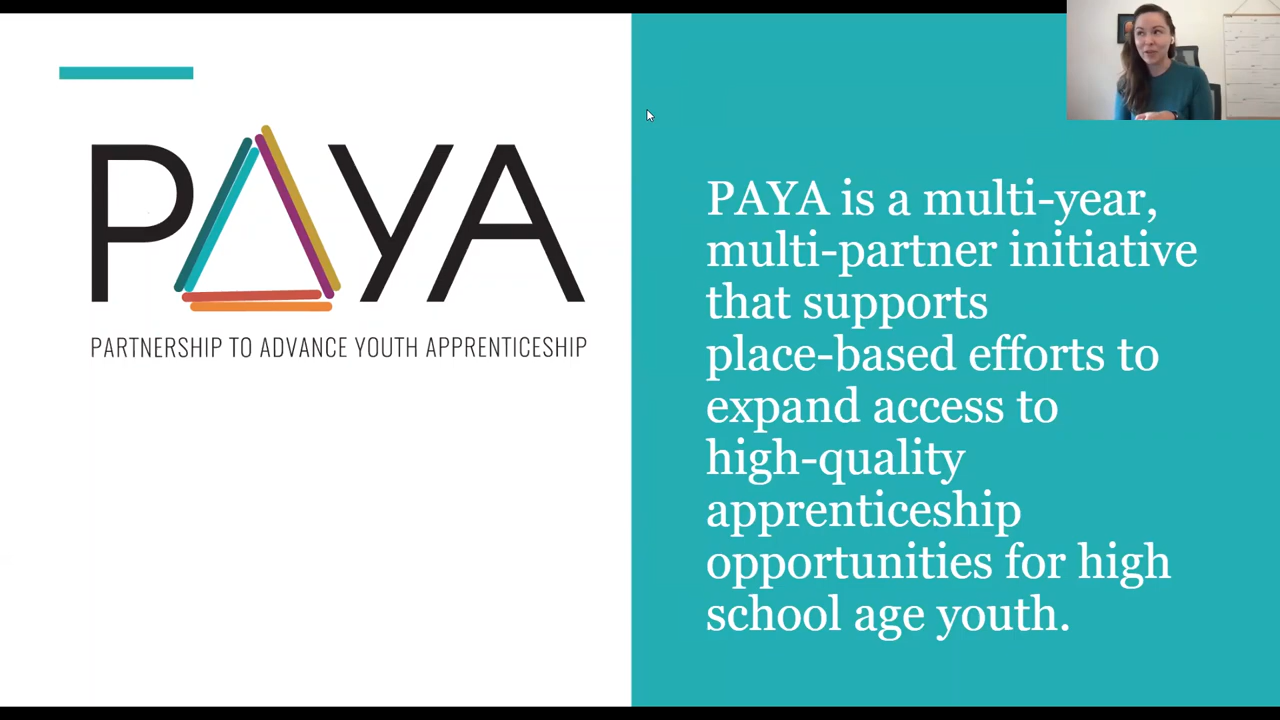 PAYA
PARTNERSHIP TO ADVANCE YOUTH APPRENTICESHIP
PAYA is a multi-year,
multi-partner initiative
that supports
place-based efforts to
expand access to
high-quality
apprenticeship
opportunities for high
school age youth.